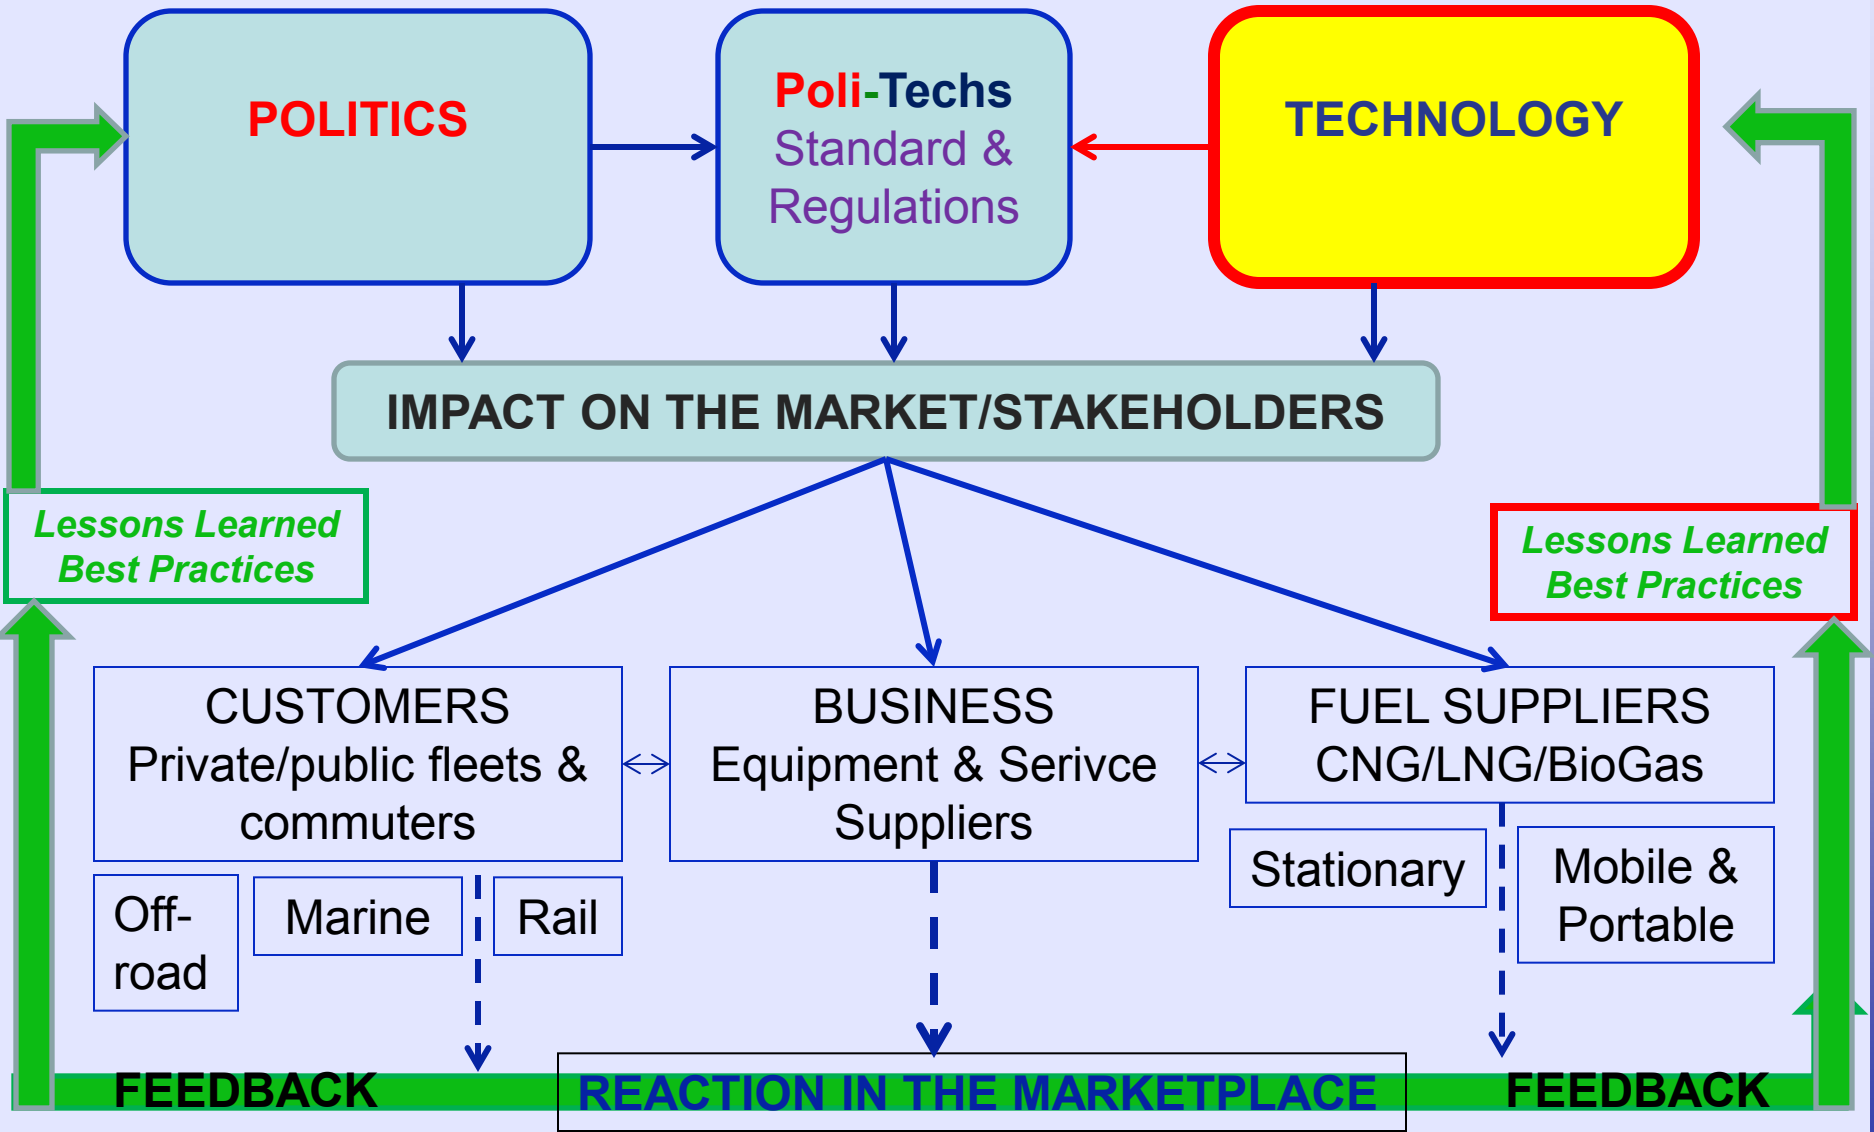 POLITICS
Poli-Techs
Standard &
Regulations
TECHNOLOGY
IMPACT ON THE MARKET/STAKEHOLDERS
Lessons Learned
Best Practices
Lessons Learned
Best Practices
CUSTOMERS
Private/public fleets &
commuters
BUSINESS
Equipment & Serivce
Suppliers
FUEL SUPPLIERS
CNG/LNG/BioGas
Off-
road
Marine
Rail
Stationary
Mobile &
Portable
FEEDBACK
REACTION IN THE MARKETPLACE
FEEDBACK